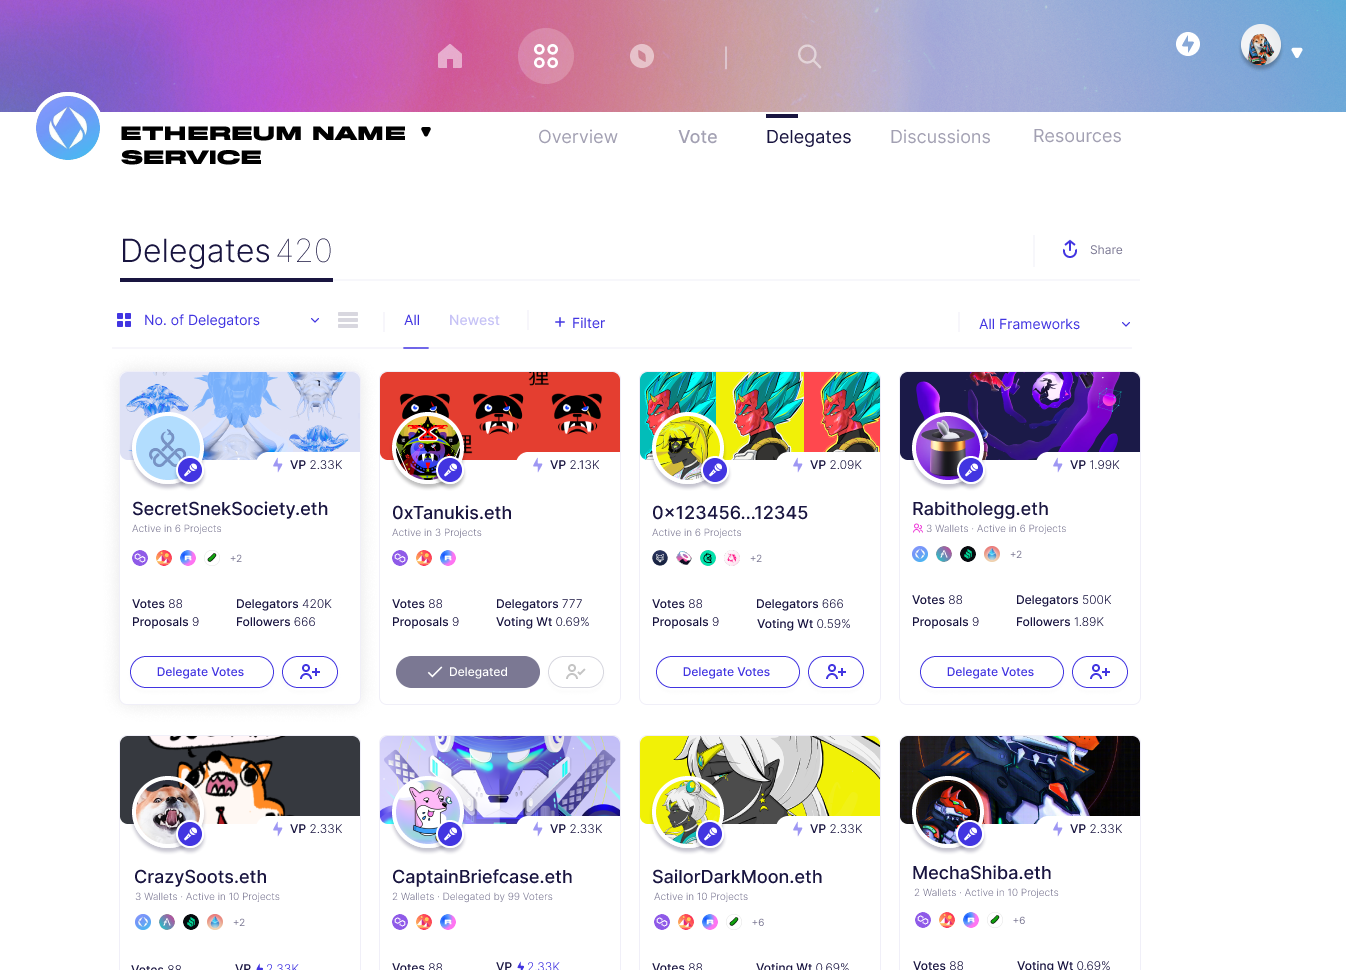 ETHEREUM NAME
SERVICE
Overview
Vote
Delegates
Discussions
Resources
Delegates 420
Share
No. of Delegators
All
Newest
+ Filter
All Frameworks
狸
狸
VP 2.33K
VP 2.13K
VP 2.09K
VP 1.99K
SecretSnekSociety.eth
Active in 6 Projects
+2
Votes 88
Delegators 420K
Proposals 9
Followers 666
Delegate Votes
0xTanukis.eth
Active in 3 Projects
Votes 88
Delegators 777
Proposals 9
Voting Wt 0.69%
Delegated
0×123456...12345
Active in 6 Projects
+2
Votes 88
Delegators 666
Proposals 9
Voting Wt 0.59%
Delegate Votes
Rabitholegg.eth
3 Wallets · Active in 6 Projects
+2
Votes 88
Delegators 500K
Proposals 9
Followers 1.89K
Delegate Votes
VP 2.33K
VP 2.33K
VP 2.33K
VP 2.33K
CrazySoots.eth
3 Wallets · Active in 10 Projects
+2
Votes 88
VP 2.33K
CaptainBriefcase.eth
2 Wallets · Delegated by 99 Voters
Votes 88
VP 2.33K
SailorDarkMoon.eth
Active in 10 Projects
+6
Votes 88
Voting Wt 0.69%
MechaShiba.eth
2 Wallets · Active in 10 Projects
+6
Votes 88
Voting Wt 0.69%